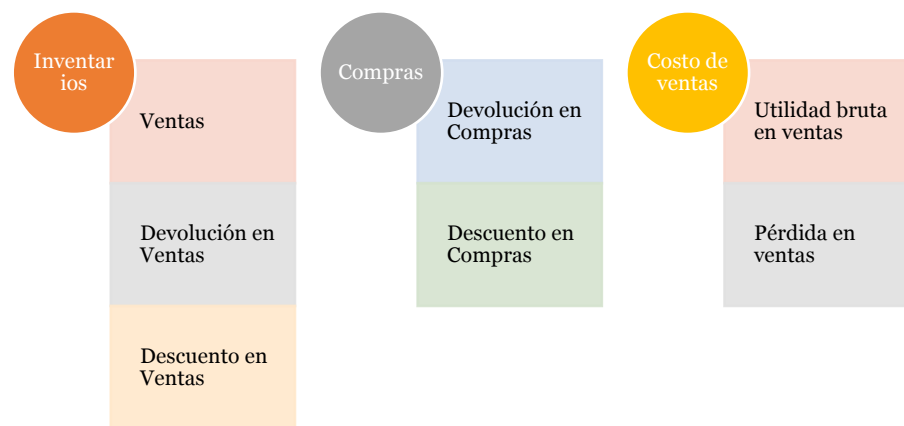 Inventar
ios
Ventas
Devolución en
Ventas
Descuento en
Ventas
Compras
Devolución en
Compras
Descuento en
Compras
Costo de
ventas
Utilidad bruta
en ventas
Pérdida en
ventas